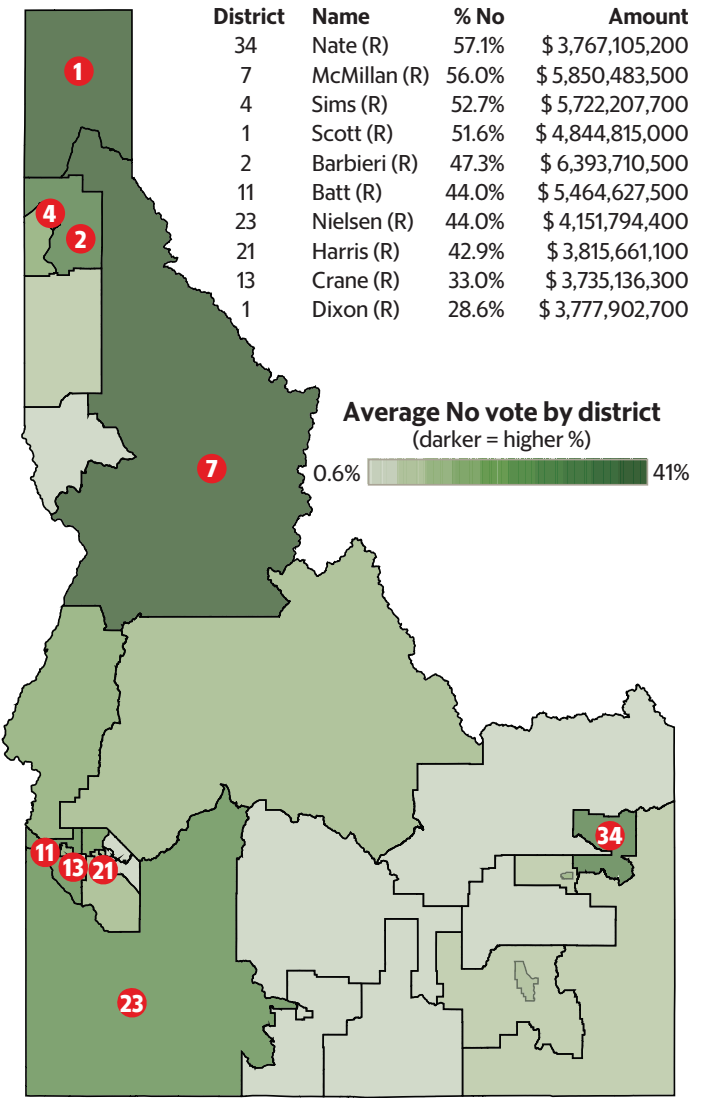 District Name % No Amount
34 Nate (R) 57.1% $ 3,767,105,200
7 McMillan (R) 56.0% $ 5,850,483,500
4 Sims (R) 52.7% $ 5,722,207,700
1 Scott (R) 51.6% $ 4,844,815,000
2 Barbieri (R) 47.3% $ 6,393,710,500
11 Batt (R) 44.0% $ 5,464,627,500
23 Nielsen (R) 44.0% $ 4,151,794,400
21 Harris (R) 42.9% $ 3,815,661,100
13 Crane (R) 33.0% $ 3,735,136,300
1 Dixon (R) 28.6% $ 3,777,902,700
1
4
2
Average No vote by district
(darker = higher %)
0.6% 41%
7
34
11
13
21
23